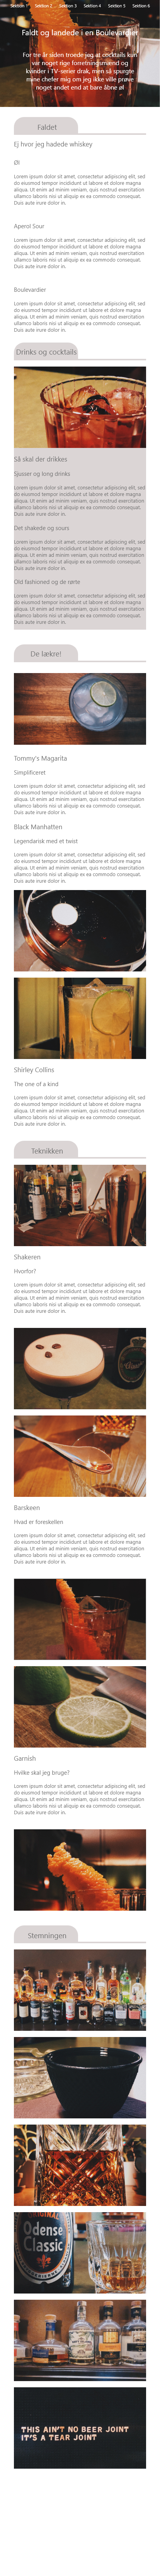 Sektion 1 Sektion 2 Sektion 3 Sektion 4 Sektion 5 Sektion 6
Faldt og landede i en Boulevardier
For tre år siden troede jeg at cocktails kun
var noget rige forretningsmænd og
kvinder i TV-serier drak, men så spurgte
mine chefer mig om jeg ikke ville prøve
noget andet end at bare åbne øl
Faldet
Ej hvor jeg hadede whiskey
Øl
Lorem ipsum dolor sit amet, consectetur adipiscing elit, sed
do eiusmod tempor incididunt ut labore et dolore magna
aliqua. Ut enim ad minim veniam, quis nostrud exercitation
ullamco laboris nisi ut aliquip ex ea commodo consequat.
Duis aute irure dolor in.
Aperol Sour
Lorem ipsum dolor sit amet, consectetur adipiscing elit, sed
do eiusmod tempor incididunt ut labore et dolore magna
aliqua. Ut enim ad minim veniam, quis nostrud exercitation
ullamco laboris nisi ut aliquip ex ea commodo consequat.
Duis aute irure dolor in.
Boulevardier
Lorem ipsum dolor sit amet, consectetur adipiscing elit, sed
do eiusmod tempor incididunt ut labore et dolore magna
aliqua. Ut enim ad minim veniam, quis nostrud exercitation
ullamco laboris nisi ut aliquip ex ea commodo consequat.
Duis aute irure dolor in.
Drinks og cocktails
Så skal der drikkes
Sjusser og long drinks
Lorem ipsum dolor sit amet, consectetur adipiscing elit, sed
do eiusmod tempor incididunt ut labore et dolore magna
aliqua. Ut enim ad minim veniam, quis nostrud exercitation
ullamco laboris nisi ut aliquip ex ea commodo consequat.
Duis aute irure dolor in.
Det shakede og sours
Lorem ipsum dolor sit amet, consectetur adipiscing elit, sed
do eiusmod tempor incididunt ut labore et dolore magna
aliqua. Ut enim ad minim veniam, quis nostrud exercitation
ullamco laboris nisi ut aliquip ex ea commodo consequat.
Duis aute irure dolor in.
Old fashioned og de rørte
Lorem ipsum dolor sit amet, consectetur adipiscing elit, sed
do eiusmod tempor incididunt ut labore et dolore magna
aliqua. Ut enim ad minim veniam, quis nostrud exercitation
ullamco laboris nisi ut aliquip ex ea commodo consequat.
Duis aute irure dolor in.
De lækre!
Tommy's Magarita
Simplificeret
Lorem ipsum dolor sit amet, consectetur adipiscing elit, sed
do eiusmod tempor incididunt ut labore et dolore magna
aliqua. Ut enim ad minim veniam, quis nostrud exercitation
ullamco laboris nisi ut aliquip ex ea commodo consequat.
Duis aute irure dolor in.
Black Manhatten
Legendarisk med et twist
Lorem ipsum dolor sit amet, consectetur adipiscing elit, sed
do eiusmod tempor incididunt ut labore et dolore magna
aliqua. Ut enim ad minim veniam, quis nostrud exercitation
ullamco laboris nisi ut aliquip ex ea commodo consequat.
Duis aute irure dolor in.
Shirley Collins
The one of a kind
Lorem ipsum dolor sit amet, consectetur adipiscing elit, sed
do eiusmod tempor incididunt ut labore et dolore magna
aliqua. Ut enim ad minim veniam, quis nostrud exercitation
ullamco laboris nisi ut aliquip ex ea commodo consequat.
Duis aute irure dolor in.
Teknikken
Shakeren
Hvorfor?
Lorem ipsum dolor sit amet, consectetur adipiscing elit, sed
do eiusmod tempor incididunt ut labore et dolore magna
aliqua. Ut enim ad minim veniam, quis nostrud exercitation
ullamco laboris nisi ut aliquip ex ea commodo consequat.
Duis aute irure dolor in.
Barskeen
Hvad er foreskellen
Lorem ipsum dolor sit amet, consectetur adipiscing elit, sed
do eiusmod tempor incididunt ut labore et dolore magna
aliqua. Ut enim ad minim veniam, quis nostrud exercitation
ullamco laboris nisi ut aliquip ex ea commodo consequat.
Duis aute irure dolor in.
Garnish
Hvilke skal jeg bruge?
Lorem ipsum dolor sit amet, consectetur adipiscing elit, sed
do eiusmod tempor incididunt ut labore et dolore magna
aliqua. Ut enim ad minim veniam, quis nostrud exercitation
ullamco laboris nisi ut aliquip ex ea commodo consequat.
Duis aute irure dolor in.
Stemningen
Odense
Classic
THIS AIN'T NO BEER JOINT
IT'S A TEAR JOINT